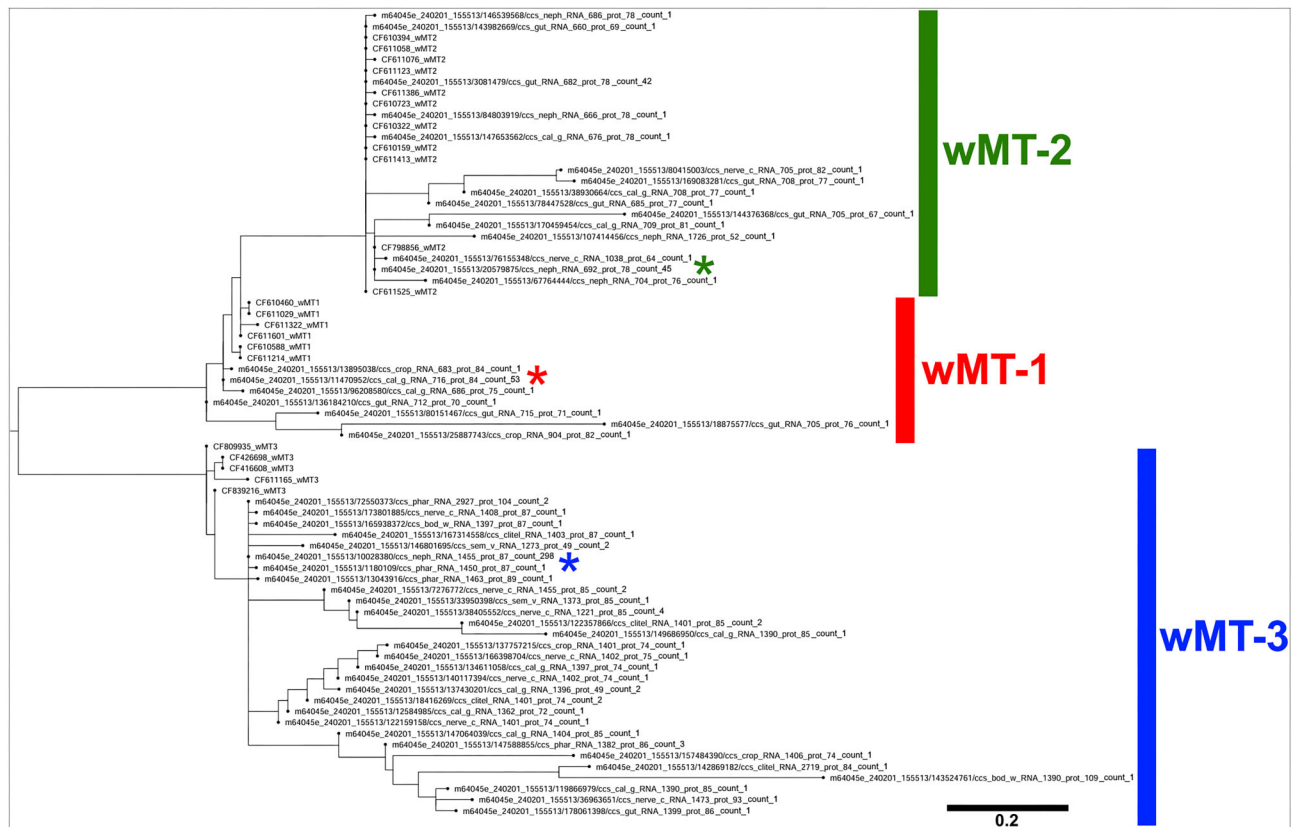 m64045e_240201_155513/146539568/ccs_neph_RNA_686_prot_78_count_1
m64045e_240201_155513/143982669/ccs_gut_RNA_660_prot_69_count_1
CF610394_wMT2
CF611058_wMT2
CF611076_wMT2
CF611123_wMT2
m64045e_240201_155513/3081479/ccs_gut_RNA_682_prot_78_count_42
CF611386_wMT2
CF610723_wMT2
m64045e_240201_155513/84803919/ccs_neph_RNA_666_prot_78_count_1
CF610322_wMT2
m64045e_240201_155513/147653562/ccs_cal_g_RNA_676_prot_78_count_1
CF610159_wMT2
CF611413_wMT2
wMT-2
m64045e_240201_155513/80415003/ccs_nerve_c_RNA_705_prot_82_count_1
m64045e_240201_155513/169083281/ccs_gut_RNA_708_prot_77_count_1
m64045e_240201_155513/38930664/ccs_cal_g_RNA_708_prot_77_count_1
m64045e_240201_155513/78447528/ccs_gut_RNA_685_prot_77_count_1
m64045e_240201_155513/144376368/ccs_gut_RNA_705_prot_67_count_1
m64045e_240201_155513/170459454/ccs_cal_g_RNA_709_prot_81_count_1
m64045e_240201_155513/107414456/ccs_neph_RNA_1726_prot_52_count_1
CF798856_wMT2
m64045e_240201_155513/76155348/ccs_nerve_c_RNA_1038_prot_64_count_1
m64045e_240201_155513/20579875/ccs_neph_RNA_692_prot_78_count_45 *
m64045e_240201_155513/67764444/ccs_neph_RNA_704_prot_76_count_1
CF611525_wMT2
CF610460_wMT1
CF611029_wMT1
CF611322_wMT1
CF611601_wMT1
CF610588_wMT1
CF611214_wMT1
m64045e_240201_155513/13895038/ccs_crop_RNA_683_prot_84_count_1
wMT-1
m64045e_240201_155513/11470952/ccs_cal_g_RNA_716_prot_84_count_53 *
m64045e_240201_155513/96208580/ccs_cal_g_RNA_686_prot_75_count_1
m64045e_240201_155513/136184210/ccs_gut_RNA_712_prot_70_count_1
m64045e_240201_155513/80151467/ccs_gut_RNA_715_prot_71_count_1
m64045e_240201_155513/18875577/ccs_gut_RNA_705_prot_76_count_1
m64045e_240201_155513/25887743/ccs_crop_RNA_904_prot_82_count_1
CF809935_wMT3
CF426698_wMT3
CF416608_wMT3
CF611165_wMT3
CF839216_wMT3
m64045e_240201_155513/72550373/ccs_phar_RNA_2927_prot_104_count_2
m64045e_240201_155513/173801885/ccs_nerve_c_RNA_1408_prot_87_count_1
m64045e_240201_155513/165938372/ccs_bod_w_RNA_1397_prot_87_count_1
m64045e_240201_155513/167314558/ccs_clitel_RNA_1403_prot_87_count_1
m64045e_240201_155513/146801695/ccs_sem_v_RNA_1273_prot_49_count_2
m64045e_240201_155513/10028380/ccs_neph_RNA_1455_prot_87_count_298 *
m64045e_240201_155513/1180109/ccs_phar_RNA_1450_prot_87_count_1
m64045e_240201_155513/13043916/ccs_phar_RNA_1463_prot_89_count_1
m64045e_240201_155513/7276772/ccs_nerve_c_RNA_1455_prot_85_count_2
m64045e_240201_155513/33950398/ccs_sem_v_RNA_1373_prot_85_count_1
m64045e_240201_155513/38405552/ccs_nerve_c_RNA_1221_prot_85_count_4
m64045e_240201_155513/122357866/ccs_clitel_RNA_1401_prot_85_count_2
m64045e_240201_155513/149686950/ccs_cal_g_RNA_1390_prot_85_count_1
wMT-3
m64045e_240201_155513/137757215/ccs_crop_RNA_1401_prot_74_count_1
m64045e_240201_155513/166398704/ccs_nerve_c_RNA_1402_prot_75_count_1
m64045e_240201_155513/134611058/ccs_cal_g_RNA_1397_prot_74_count_1
m64045e_240201_155513/140117394/ccs_nerve_c_RNA_1402_prot_74_count_1
m64045e_240201_155513/137430201/ccs_cal_g_RNA_1396_prot_49_count_2
m64045e_240201_155513/18416269/ccs_clitel_RNA_1401_prot_74_count_2
m64045e_240201_155513/12584985/ccs_cal_g_RNA_1362_prot_72_count_1
m64045e_240201_155513/122159158/ccs_nerve_c_RNA_1401_prot_74_count_1
m64045e_240201_155513/147064039/ccs_cal_g_RNA_1404_prot_85_count_1
m64045e_240201_155513/147588855/ccs_phar_RNA_1382_prot_86_count_3
m64045e_240201_155513/157484390/ccs_crop_RNA_1406_prot_74_count_1
m64045e_240201_155513/142869182/ccs_clitel_RNA_2719_prot_84_count_1
m64045e_240201_155513/143524761/ccs_bod_w_RNA_1390_prot_109_count_1
m64045e_240201_155513/119866979/ccs_cal_g_RNA_1390_prot_85_count_1
m64045e_240201_155513/36963651/ccs_nerve_c_RNA_1473_prot_93_count_1
m64045e_240201_155513/178061398/ccs_gut_RNA_1399_prot_86_count_1
0.2